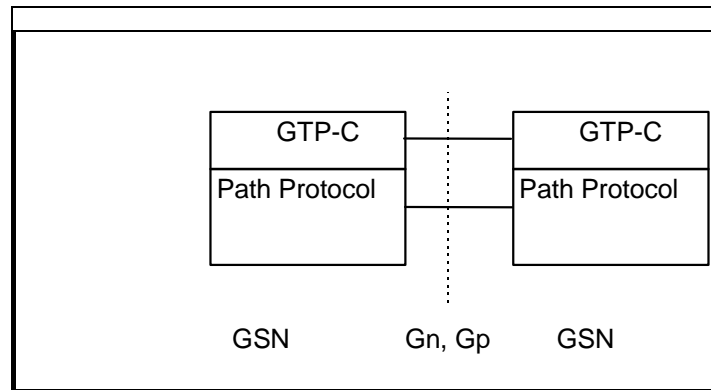 GTP-C GTP-C
Path Protocol Path Protocol
GSN Gn, Gp GSN